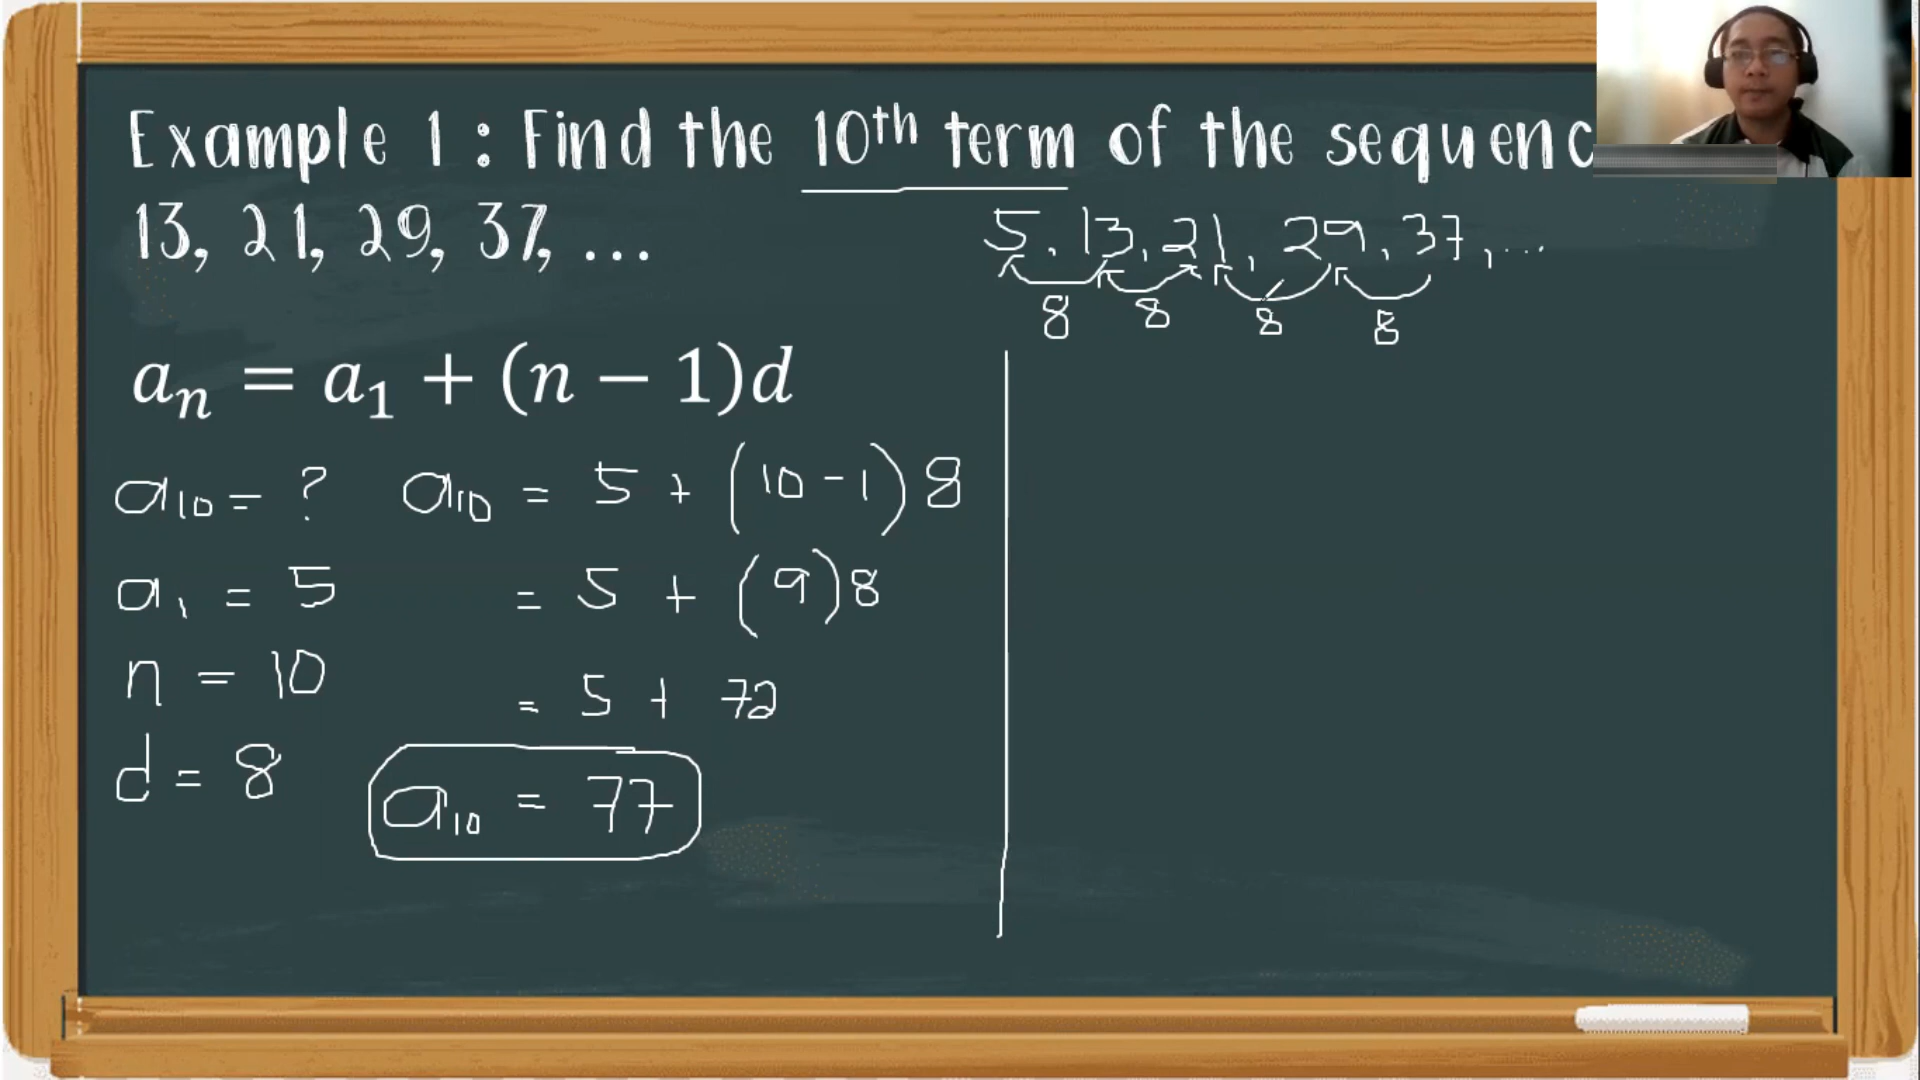 Example 1 : Find the 10th term of the sequenc
13, 21, 29, 37, ...
5, 13, 21, 29, 37, ...
8 8 8 8
aₙ = a₁ + (n − 1)d
a₁₀ = ? a₁₀ = 5 + (10 - 1) 8
a₁ = 5 = 5 + (9)8
n = 10 = 5 + 72
d = 8 a₁₀ = 77